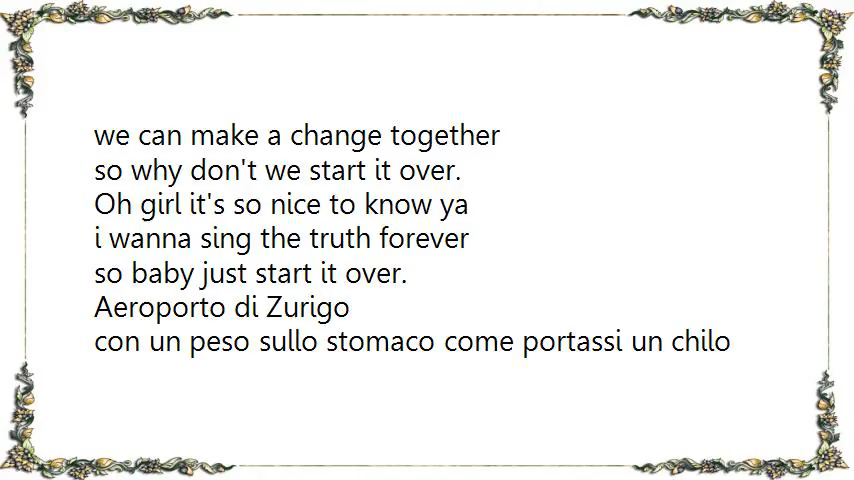 we can make a change together
so why don't we start it over.
Oh girl it's so nice to know ya
i wanna sing the truth forever
so baby just start it over.
Aeroporto di Zurigo
con un peso sullo stomaco come portassi un chilo